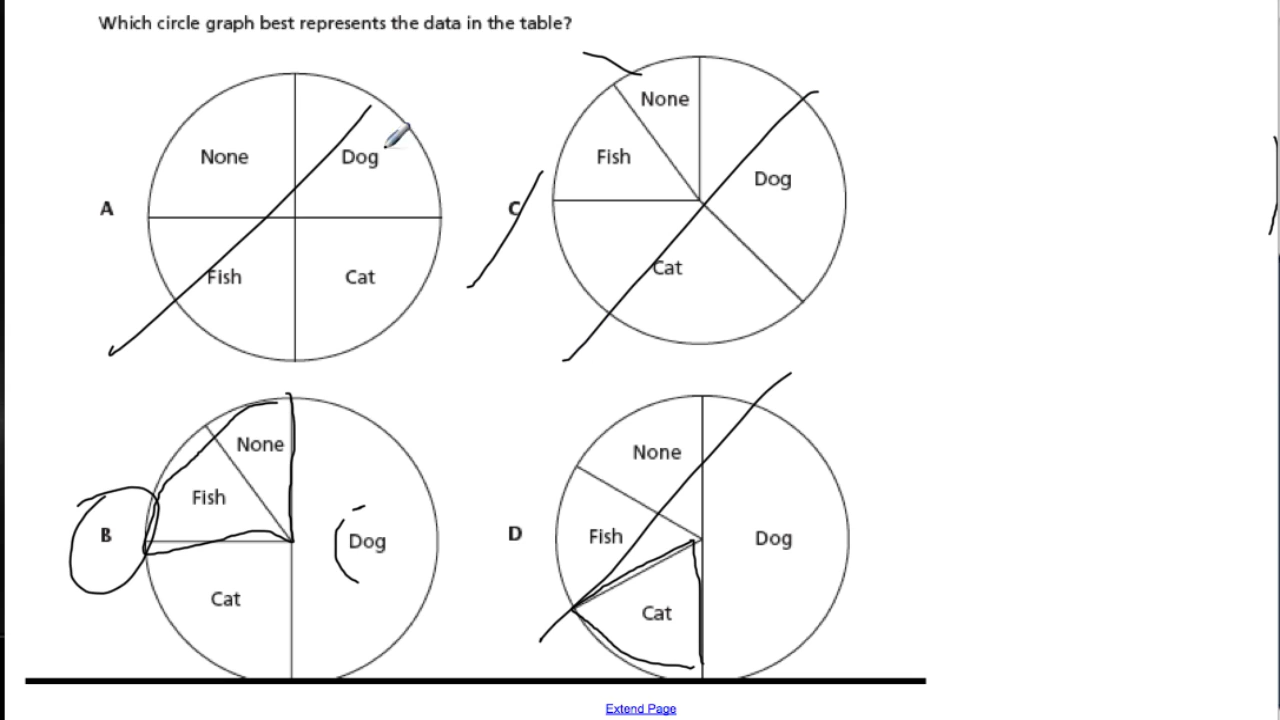 Which circle graph best represents the data in the table?
A
None
Dog
Fish
Cat
C
None
Fish
Dog
Cat
B
None
Fish
Dog
Cat
D
None
Fish
Dog
Cat
Extend Page